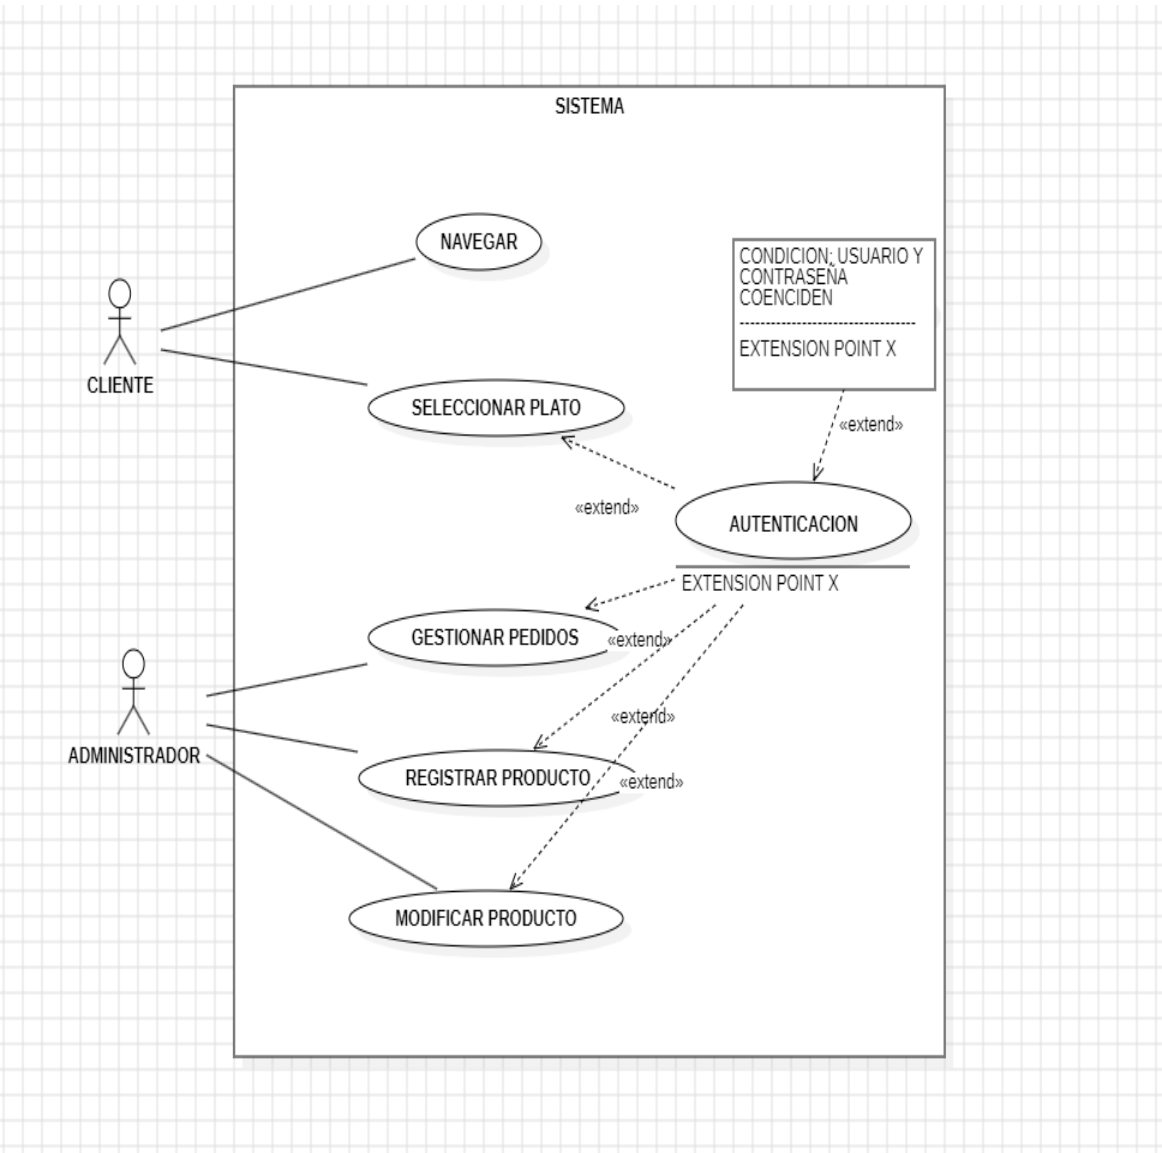 SISTEMA
NAVEGAR
CONDICION; USUARIO Y
CONTRASEÑA
COENCIDEN
----------------------------------
EXTENSION POINT X
CLIENTE
SELECCIONAR PLATO
«extend»
«extend»
AUTENTICACION
EXTENSION POINT X
GESTIONAR PEDIDOS
«extend»
«extend»
ADMINISTRADOR
REGISTRAR PRODUCTO
«extend»
MODIFICAR PRODUCTO